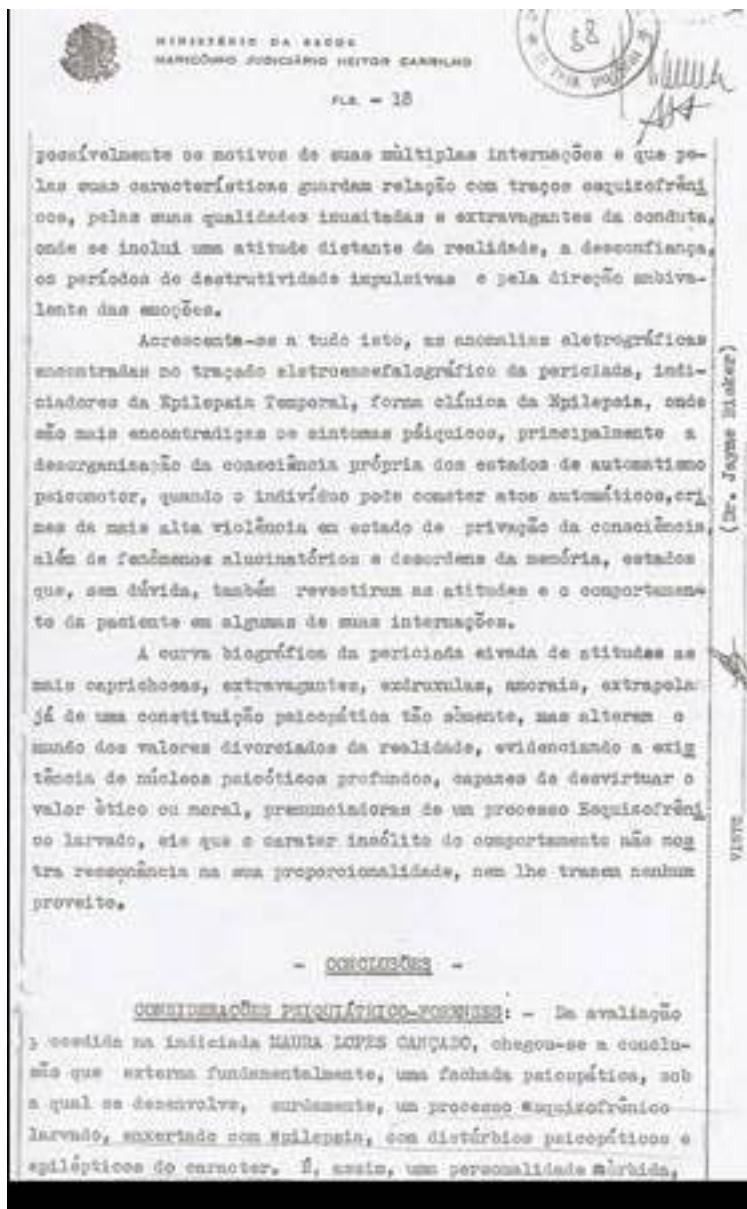 MINISTÉRIO DA SAÚDE
MANICÔMIO JUDICIÁRIO HEITOR CARRILHO
FLS. - 18
58
possívelmente os motivos de suas múltiplas internações e que pe-
las suas características guardam relação com traços esquizofrêni
cos, pelas suas qualidades inusitadas e extravagantes da conduta,
onde se inclui uma atitude distante da realidade, a desconfiança,
os períodos de destrutividade impulsivas e pela direção ambiva-
lente das emoções.
Acrescente-se a tudo isto, as anomalias eletrográficas
encontradas no traçado eletroencefalográfico da periciada, indi-
ciadores da Epilepsia Temporal, forma clínica da Epilepsia, onde
são mais encontradiças os sintomas psíquicos, principalmente a
desorganização da consciência própria dos estados de automatismo
psicomotor, quando o indivíduo pode cometer atos automáticos, cri
mes da mais alta violência em estado de privação da consciência,
além de fenômenos alucinatórios e desordens da memória, estados
que, sem dúvida, também revestiram as atitudes e o comportamen-
to da paciente em algumas de suas internações.
A curva biográfica da periciada eivada de atitudes as
mais caprichosas, extravagantes, exdruxulas, amorais, extrapola
já de uma constituição psicopática tão sòmente, mas alterem o
mundo dos valores divorciados da realidade, evidenciando a exis
tência de núcleos psicóticos profundos, capazes de desvirtuar o
valor ètico ou moral, prenunciadoras de um processo Esquizofrêni
co larvado, eis que o carater insólito do comportamento não mos
tra ressonância na sua proporcionalidade, nem lhe trazem nenhum
proveito.
- CONCLUSÕES -
CONSIDERAÇÕES PSIQUIÁTRICO-FORENSES: - Da avaliação
procedida na indiciada MAURA LOPES CANÇADO, chegou-se a conclu-
são que externa fundamentalmente, uma fachada psicopática, sob
a qual se desenvolve, surdamente, um processo esquizofrênico
larvado, enxertado com epilepsia, com distúrbios psicopáticos e
epilépticos do caracter. É, assim, uma personalidade mórbida,
VISTO
(Dr. Jayme)